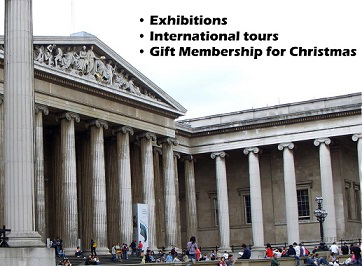 • Exhibitions
• International tours
• Gift Membership for Christmas